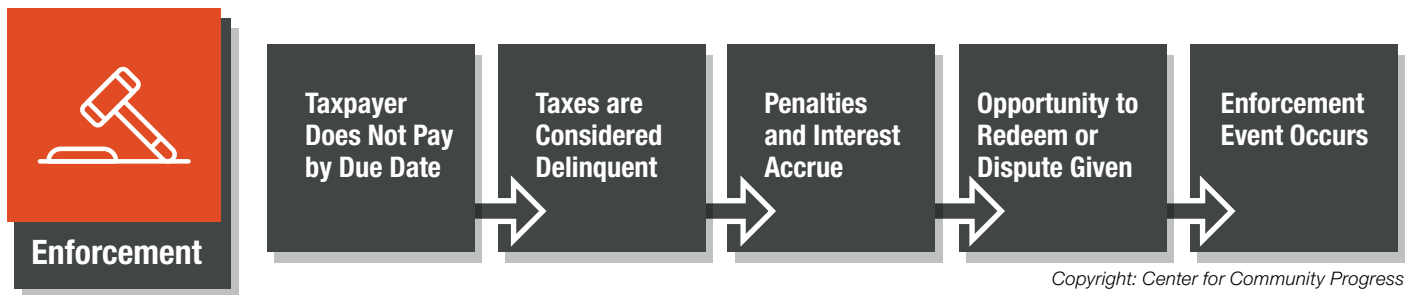 Enforcement
Taxpayer
Does Not Pay
by Due Date
Taxes are
Considered
Delinquent
Penalties
and Interest
Accrue
Opportunity to
Redeem or
Dispute Given
Enforcement
Event Occurs
Copyright: Center for Community Progress